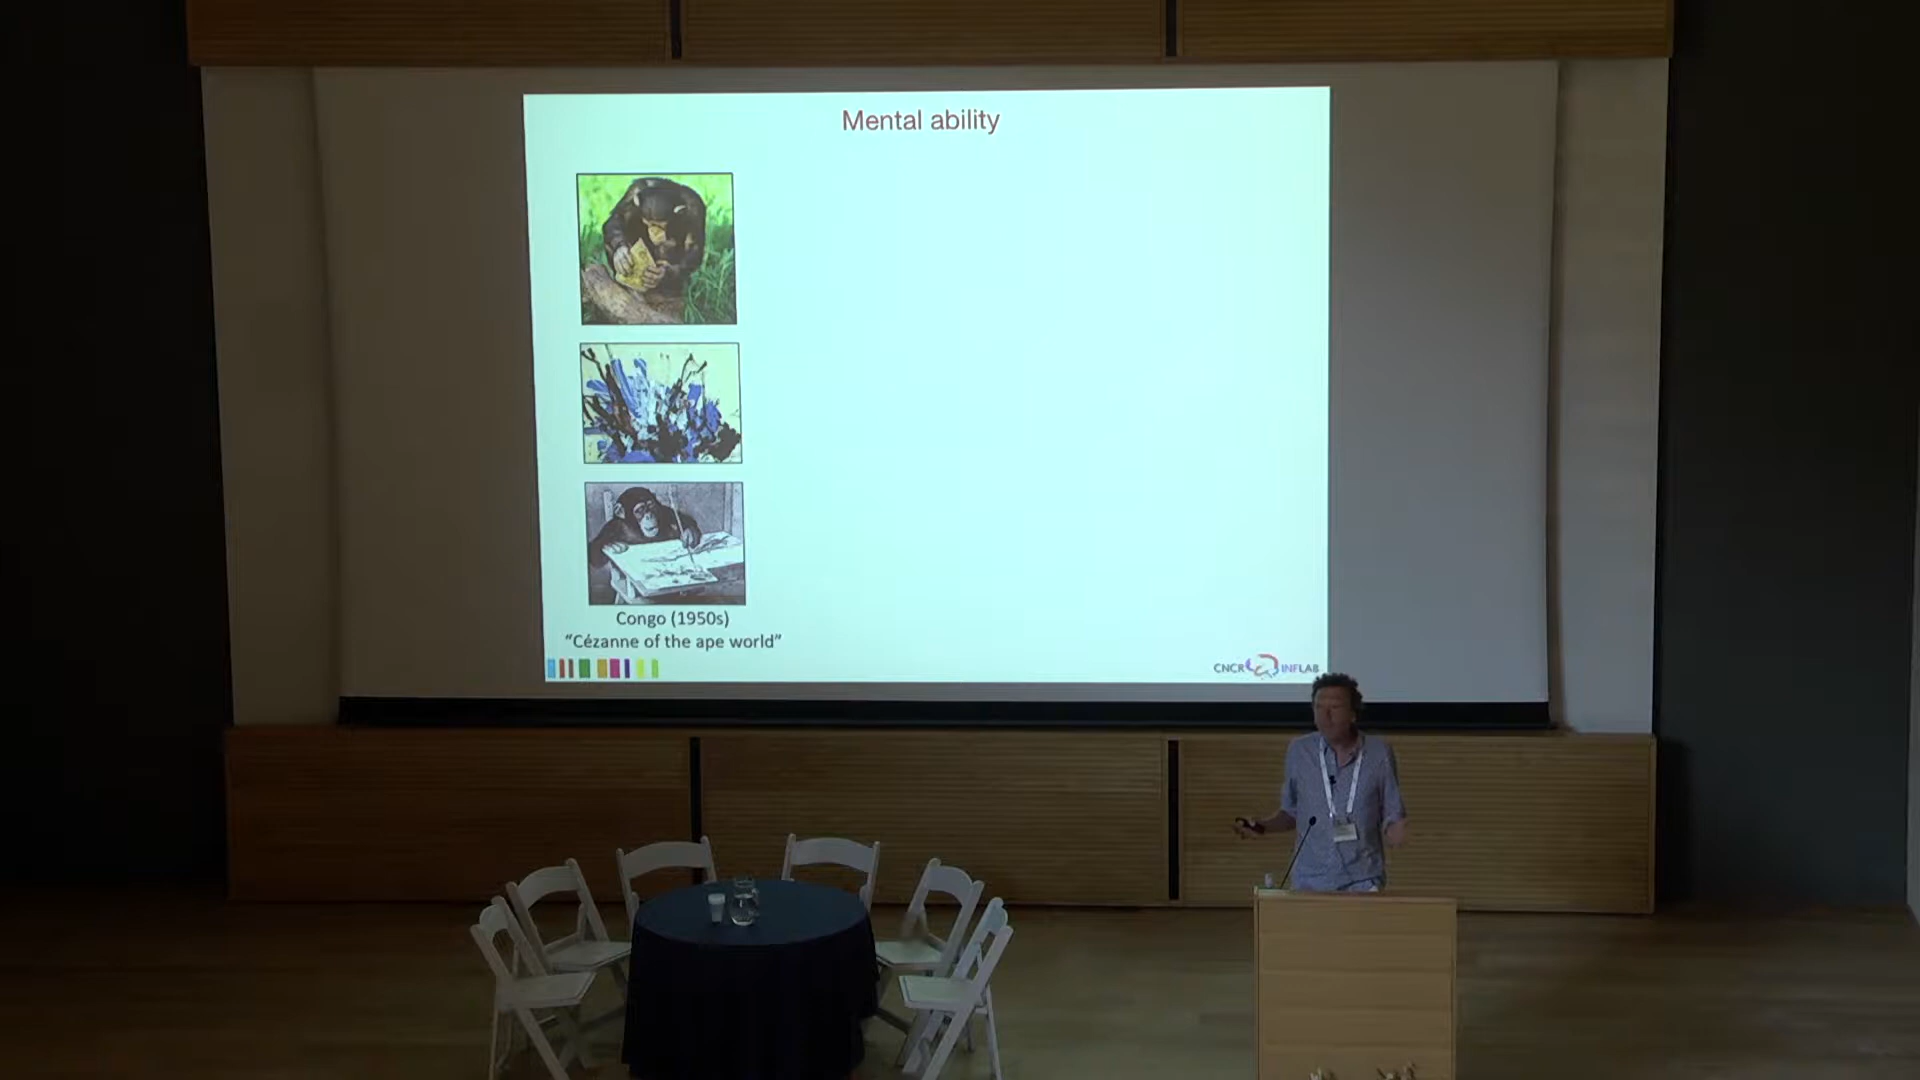 Mental ability
Congo (1950s)
“Cézanne of the ape world”
CNCR INFLAB